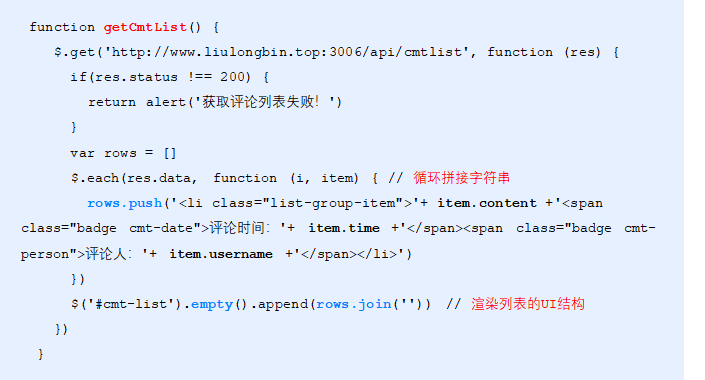 function getCmtList() {
$.get('http://www.liulongbin.top:3006/api/cmtlist', function (res) {
if(res.status !== 200) {
return alert('获取评论列表失败！')
}
var rows = []
$.each(res.data, function (i, item) { // 循环拼接字符串
rows.push('<li class="list-group-item">'+ item.content +'<span
class="badge cmt-date">评论时间：'+ item.time +'</span><span class="badge cmt-
person">评论人：'+ item.username +'</span></li>')
})
$('#cmt-list').empty().append(rows.join('')) // 渲染列表的UI结构
})
}